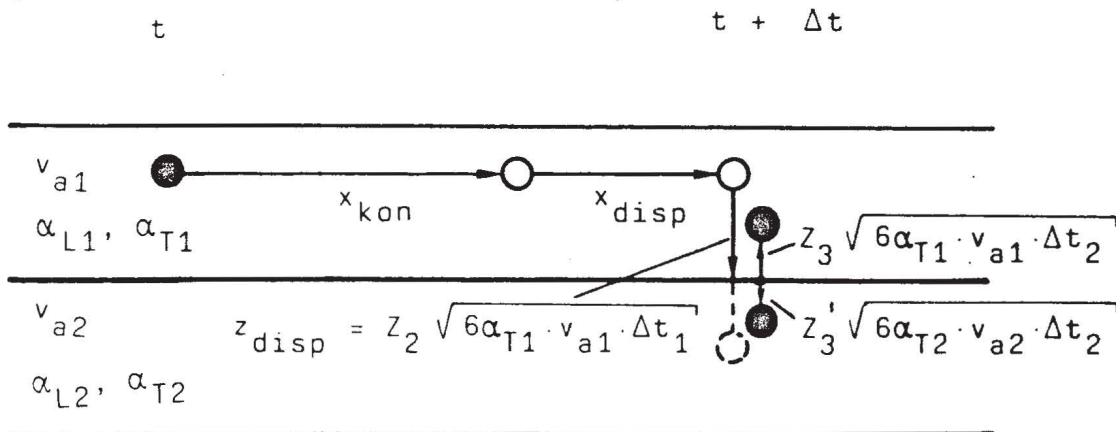 t
t + Δt
v_a1
x_kon
x_disp
α_L1, α_T1
Z_3 √(6α_T1 · v_a1 · Δt_2)
v_a2
z_disp = Z_2 √(6α_T1 · v_a1 · Δt_1)
Z_3' √(6α_T2 · v_a2 · Δt_2)
α_L2, α_T2